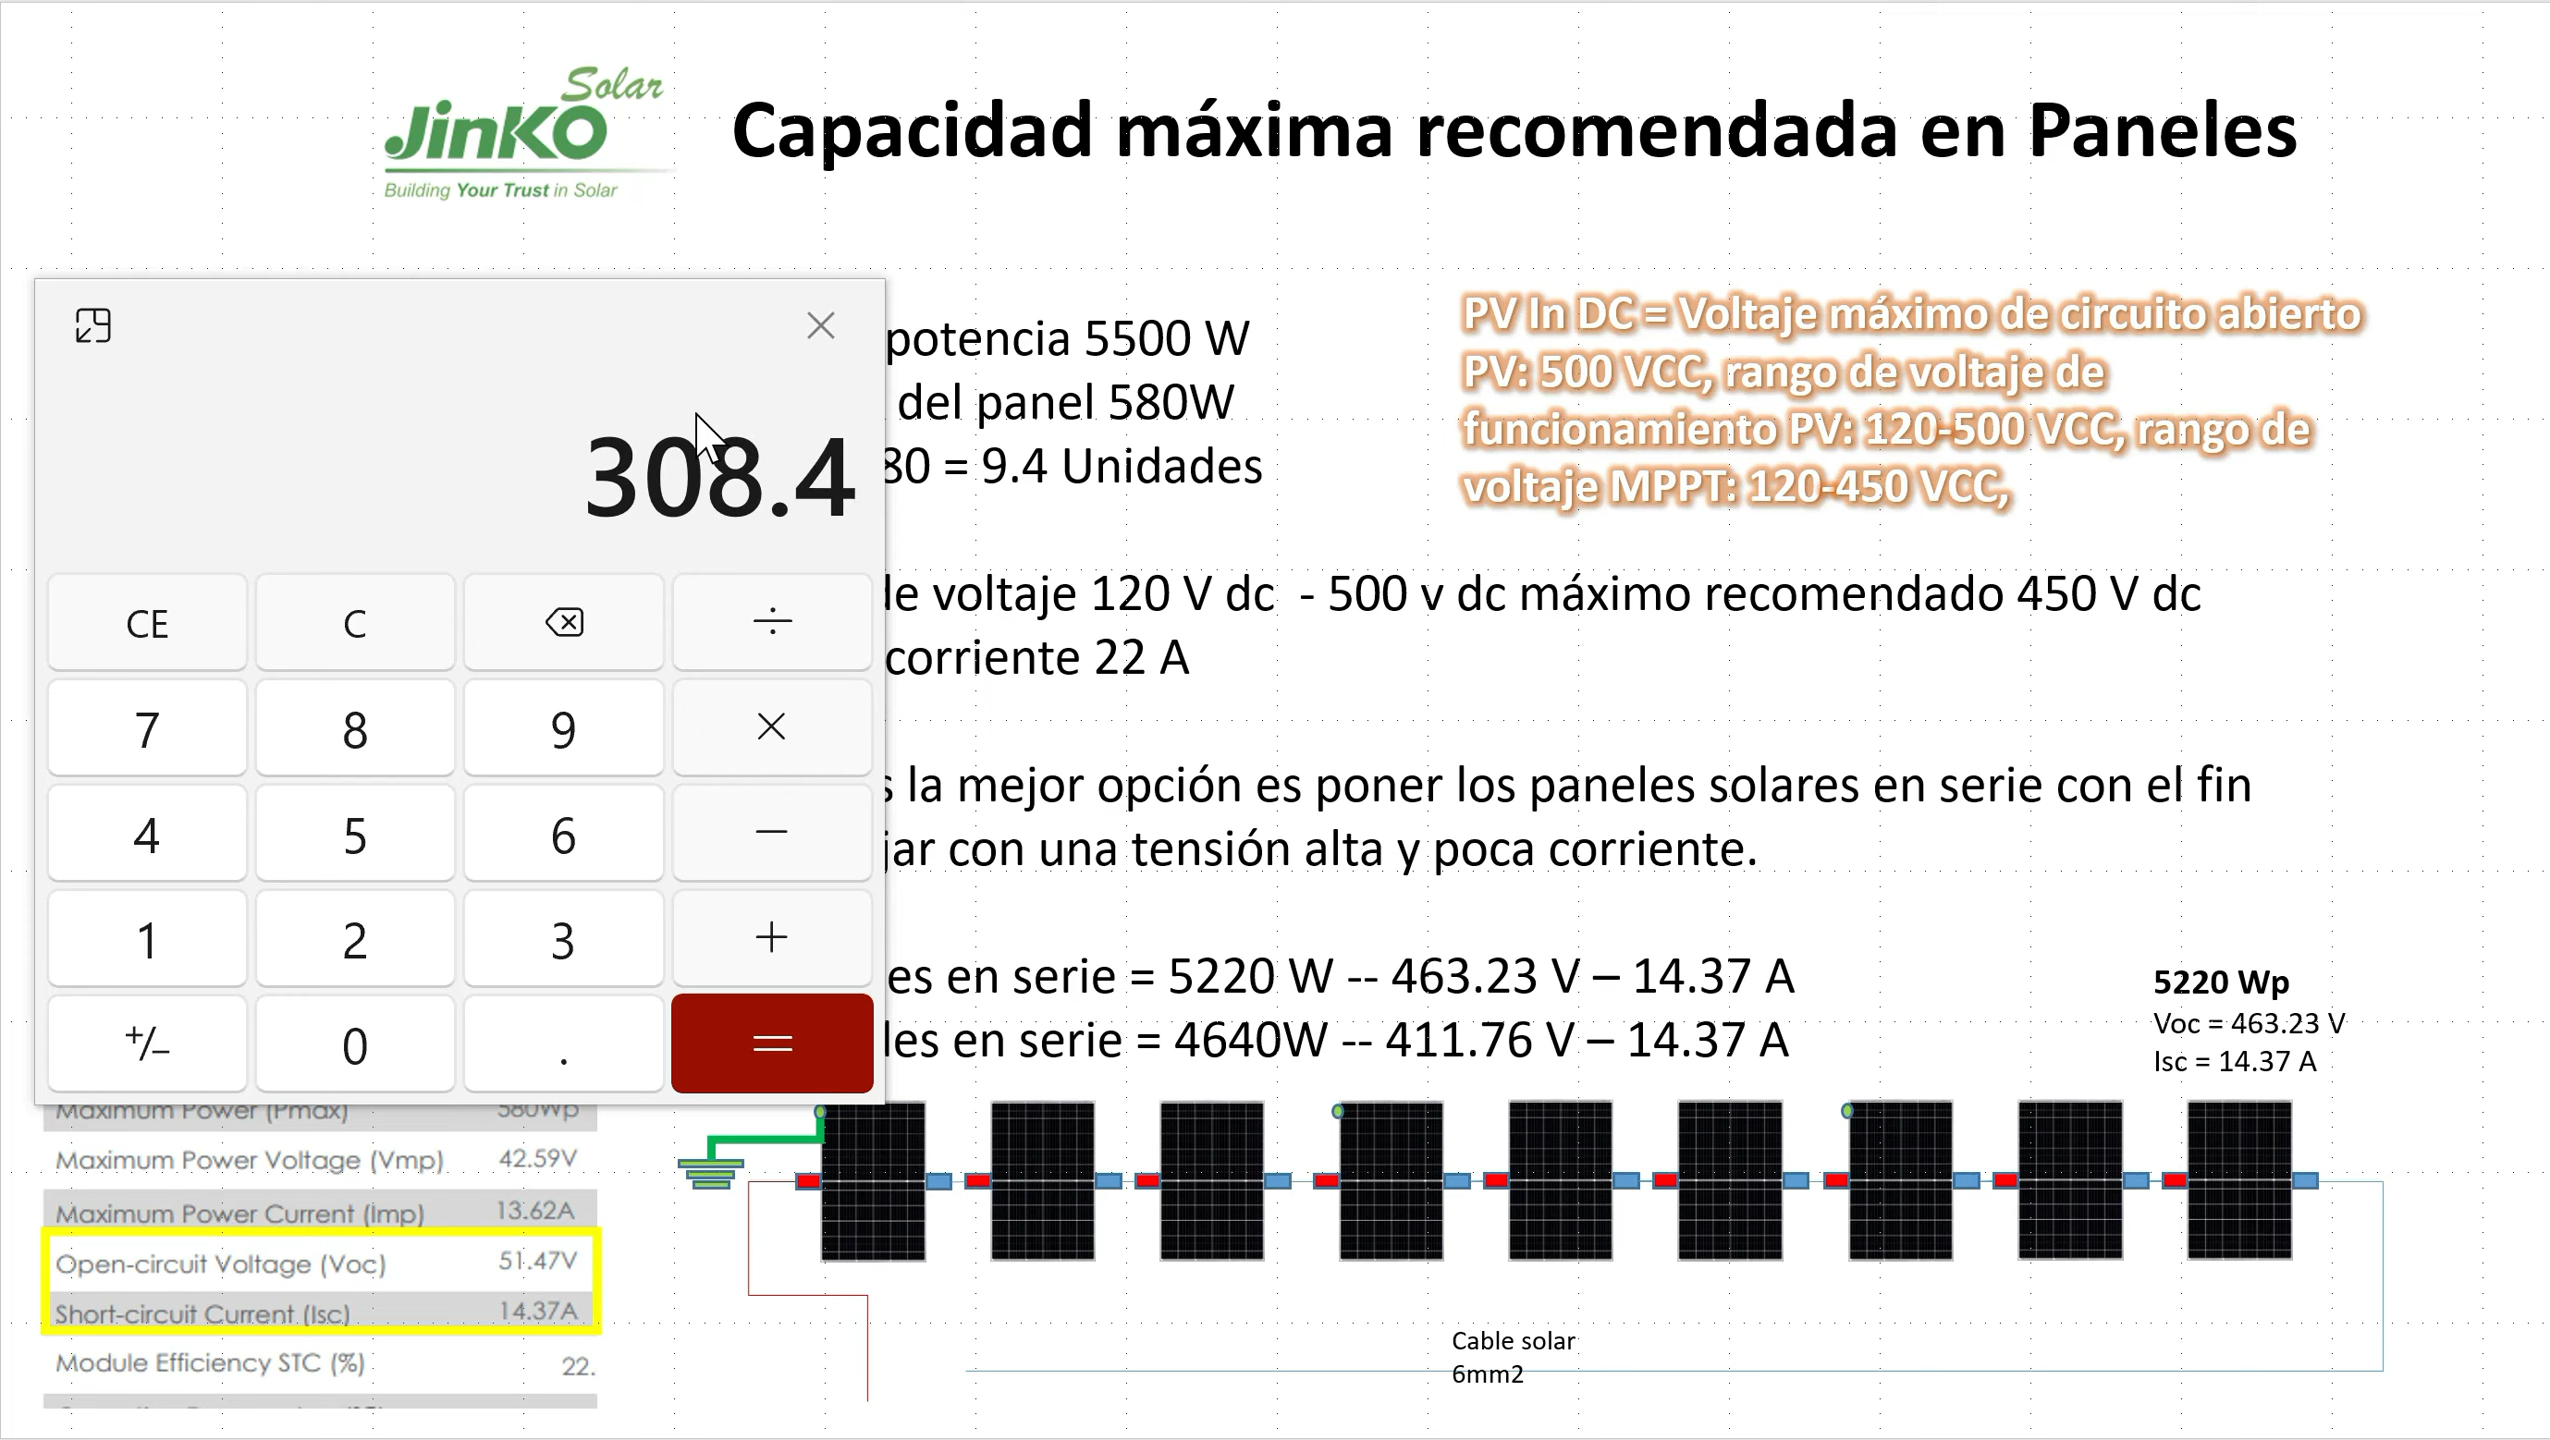 Solar
JinKO
Building Your Trust in Solar
Capacidad máxima recomendada en Paneles
308.4
CE C ÷
7 8 9 ×
4 5 6 −
1 2 3 +
+/− 0 . =
potencia 5500 W
del panel 580W
80 = 9.4 Unidades
PV In DC = Voltaje máximo de circuito abierto
PV: 500 VCC, rango de voltaje de
funcionamiento PV: 120-500 VCC, rango de
voltaje MPPT: 120-450 VCC,
de voltaje 120 V dc - 500 v dc máximo recomendado 450 V dc
corriente 22 A
s la mejor opción es poner los paneles solares en serie con el fin
jar con una tensión alta y poca corriente.
es en serie = 5220 W -- 463.23 V – 14.37 A
les en serie = 4640W -- 411.76 V – 14.37 A
5220 Wp
Voc = 463.23 V
Isc = 14.37 A
Maximum Power (Pmax) 580Wp
Maximum Power Voltage (Vmp) 42.59V
Maximum Power Current (Imp) 13.62A
Open-circuit Voltage (Voc) 51.47V
Short-circuit Current (Isc) 14.37A
Module Efficiency STC (%) 22.
Cable solar
6mm2